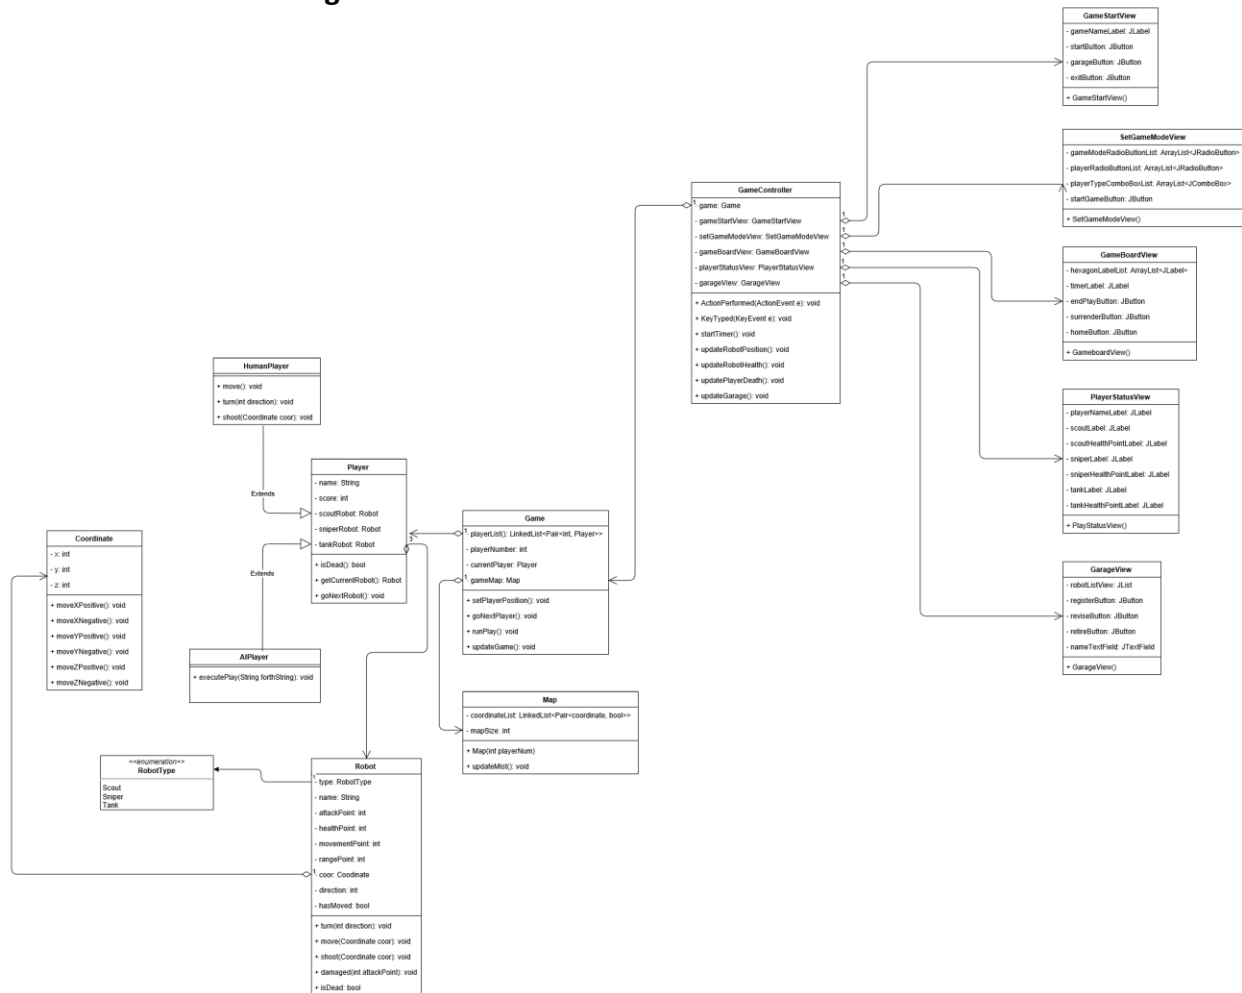 g
GameStartView
- gameNameLabel: JLabel
- startButton: JButton
- garageButton: JButton
- exitButton: JButton
+ GameStartView()
SetGameModeView
- gameModeRadioButtonList: ArrayList<JRadioButton>
- playerRadioButtonList: ArrayList<JRadioButton>
- playerTypeComboBoxList: ArrayList<JComboBox>
- startGameButton: JButton
+ SetGameModeView()
GameController
1
- game: Game
- gameStartView: GameStartView
1
- setGameModeView: SetGameModeView
1
- gameBoardView: GameBoardView
1
- playerStatusView: PlayerStatusView
1
- garageView: GarageView
1
+ ActionPerformed(ActionEvent e): void
+ KeyTyped(KeyEvent e): void
+ startTimer(): void
+ updateRobotPosition(): void
+ updateRobotHealth(): void
+ updatePlayerDeath(): void
+ updateGarage(): void
GameBoardView
- hexagonLabelList: ArrayList<JLabel>
- timerLabel: JLabel
- endPlayButton: JButton
- surrenderButton: JButton
- homeButton: JButton
+ GameboardView()
HumanPlayer
+ move(): void
+ turn(int direction): void
+ shoot(Coordinate coor): void
PlayerStatusView
- playerNameLabel: JLabel
- scoutLabel: JLabel
- scoutHealthPointLabel: JLabel
- sniperLabel: JLabel
- sniperHealthPointLabel: JLabel
- tankLabel: JLabel
- tankHealthPointLabel: JLabel
+ PlayStatusView()
Extends
Player
- name: String
- score: int
- scoutRobot: Robot
- sniperRobot: Robot
- tankRobot: Robot
3
+ isDead(): bool
+ getCurrentRobot(): Robot
+ goNextRobot(): void
Game
1
- playerList(): LinkedList<Pair<int, Player>>
- playerNumber: int
- currentPlayer: Player
1
- gameMap: Map
+ setPlayerPosition(): void
+ goNextPlayer(): void
+ runPlay(): void
+ updateGame(): void
Coordinate
- x: int
- y: int
- z: int
+ moveXPositive(): void
+ moveXNegative(): void
+ moveYPositive(): void
+ moveYNegative(): void
+ moveZPositive(): void
+ moveZNegative(): void
Extends
AIPlayer
+ executePlay(String forthString): void
GarageView
- robotListView: JList
- registerButton: JButton
- reviseButton: JButton
- retireButton: JButton
- nameTextField: JTextField
+ GarageView()
Map
- coordinateList: LinkedList<Pair<coordinate, bool>>
- mapSize: int
+ Map(int playerNum)
+ updateMist(): void
<<enumeration>>
RobotType
Scout
Sniper
Tank
Robot
1
- type: RobotType
- name: String
- attackPoint: int
- healthPoint: int
- movementPoint: int
- rangePoint: int
1
- coor: Coodinate
- direction: int
- hasMoved: bool
+ turn(int direction): void
+ move(Coordinate coor): void
+ shoot(Coordinate coor): void
+ damaged(int attackPoint): void
+ isDead: bool